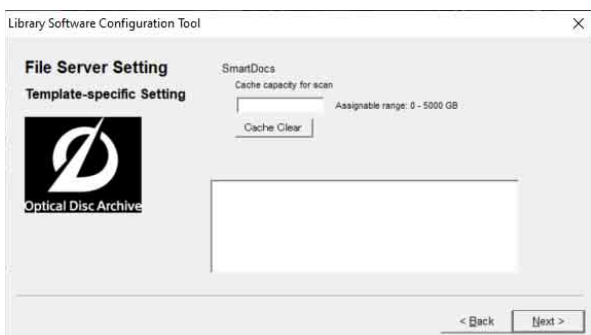 Library Software Configuration Tool
File Server Setting
Template-specific Setting
Optical Disc Archive
SmartDocs
Cache capacity for scan
Assignable range: 0 - 5000 GB
Cache Clear
< Back
Next >